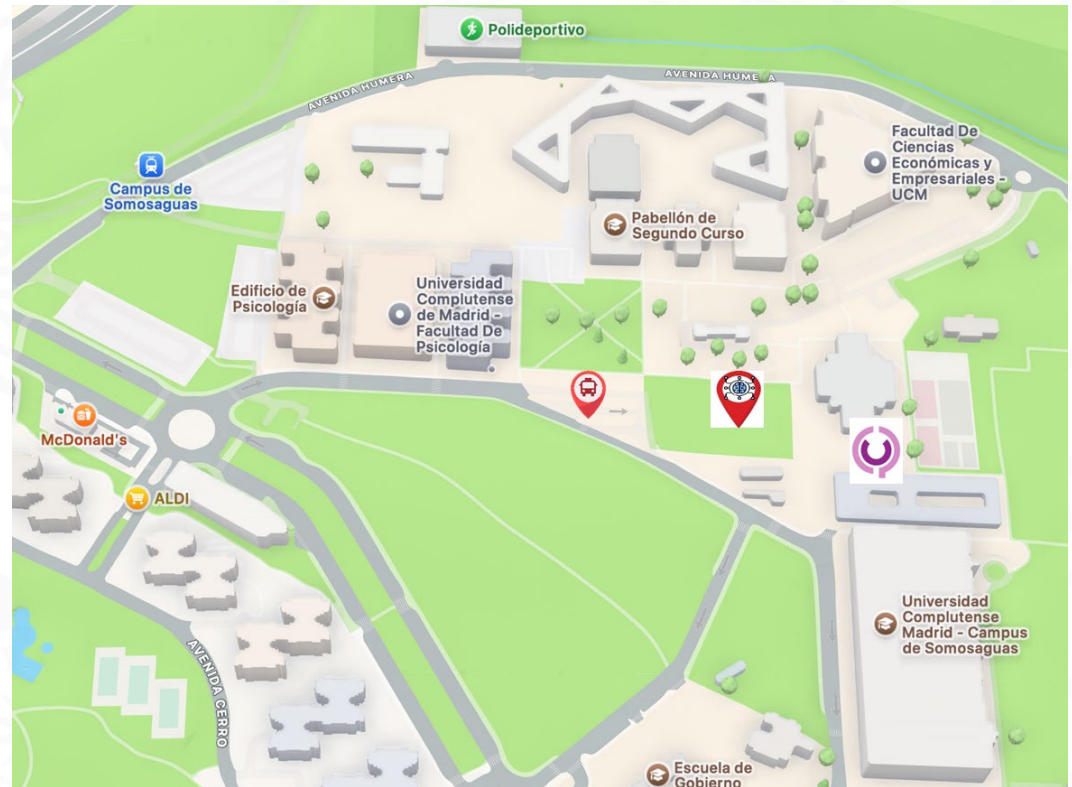 Polideportivo
AVENIDA HUMERA
AVENIDA HUMERA
Facultad De
Ciencias
Económicas y
Empresariales -
UCM
Campus de
Somosaguas
Pabellón de
Segundo Curso
Edificio de
Psicología
Universidad
Complutense
de Madrid -
Facultad De
Psicología
McDonald's
ALDI
Universidad
Complutense
Madrid - Campus
de Somosaguas
AVENIDA CERRO
Escuela de
Gobierno